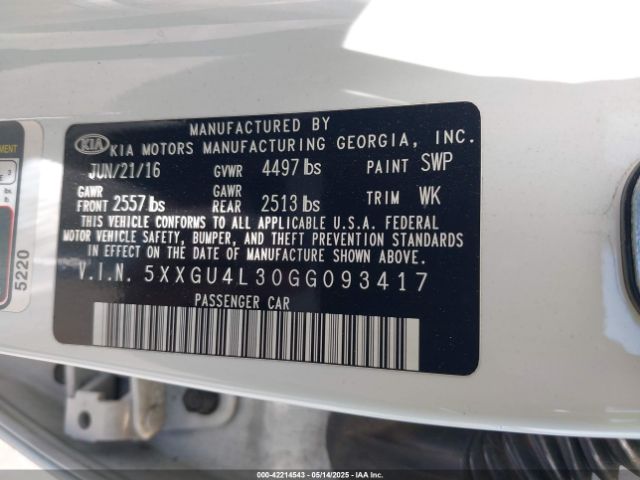 MANUFACTURED BY
KIA KIA MOTORS MANUFACTURING GEORGIA, INC.
JUN/21/16 GVWR 4497 lbs PAINT SWP
GAWR FRONT 2557 lbs GAWR REAR 2513 lbs TRIM WK
THIS VEHICLE CONFORMS TO ALL APPLICABLE U.S.A. FEDERAL
MOTOR VEHICLE SAFETY, BUMPER, AND THEFT PREVENTION STANDARDS
IN EFFECT ON THE DATE OF MANUFACTURE SHOWN ABOVE.
V.I.N. 5XXGU4L30GG093417
PASSENGER CAR
5220
000-42214543 | 05/14/2025 | IAA Inc.